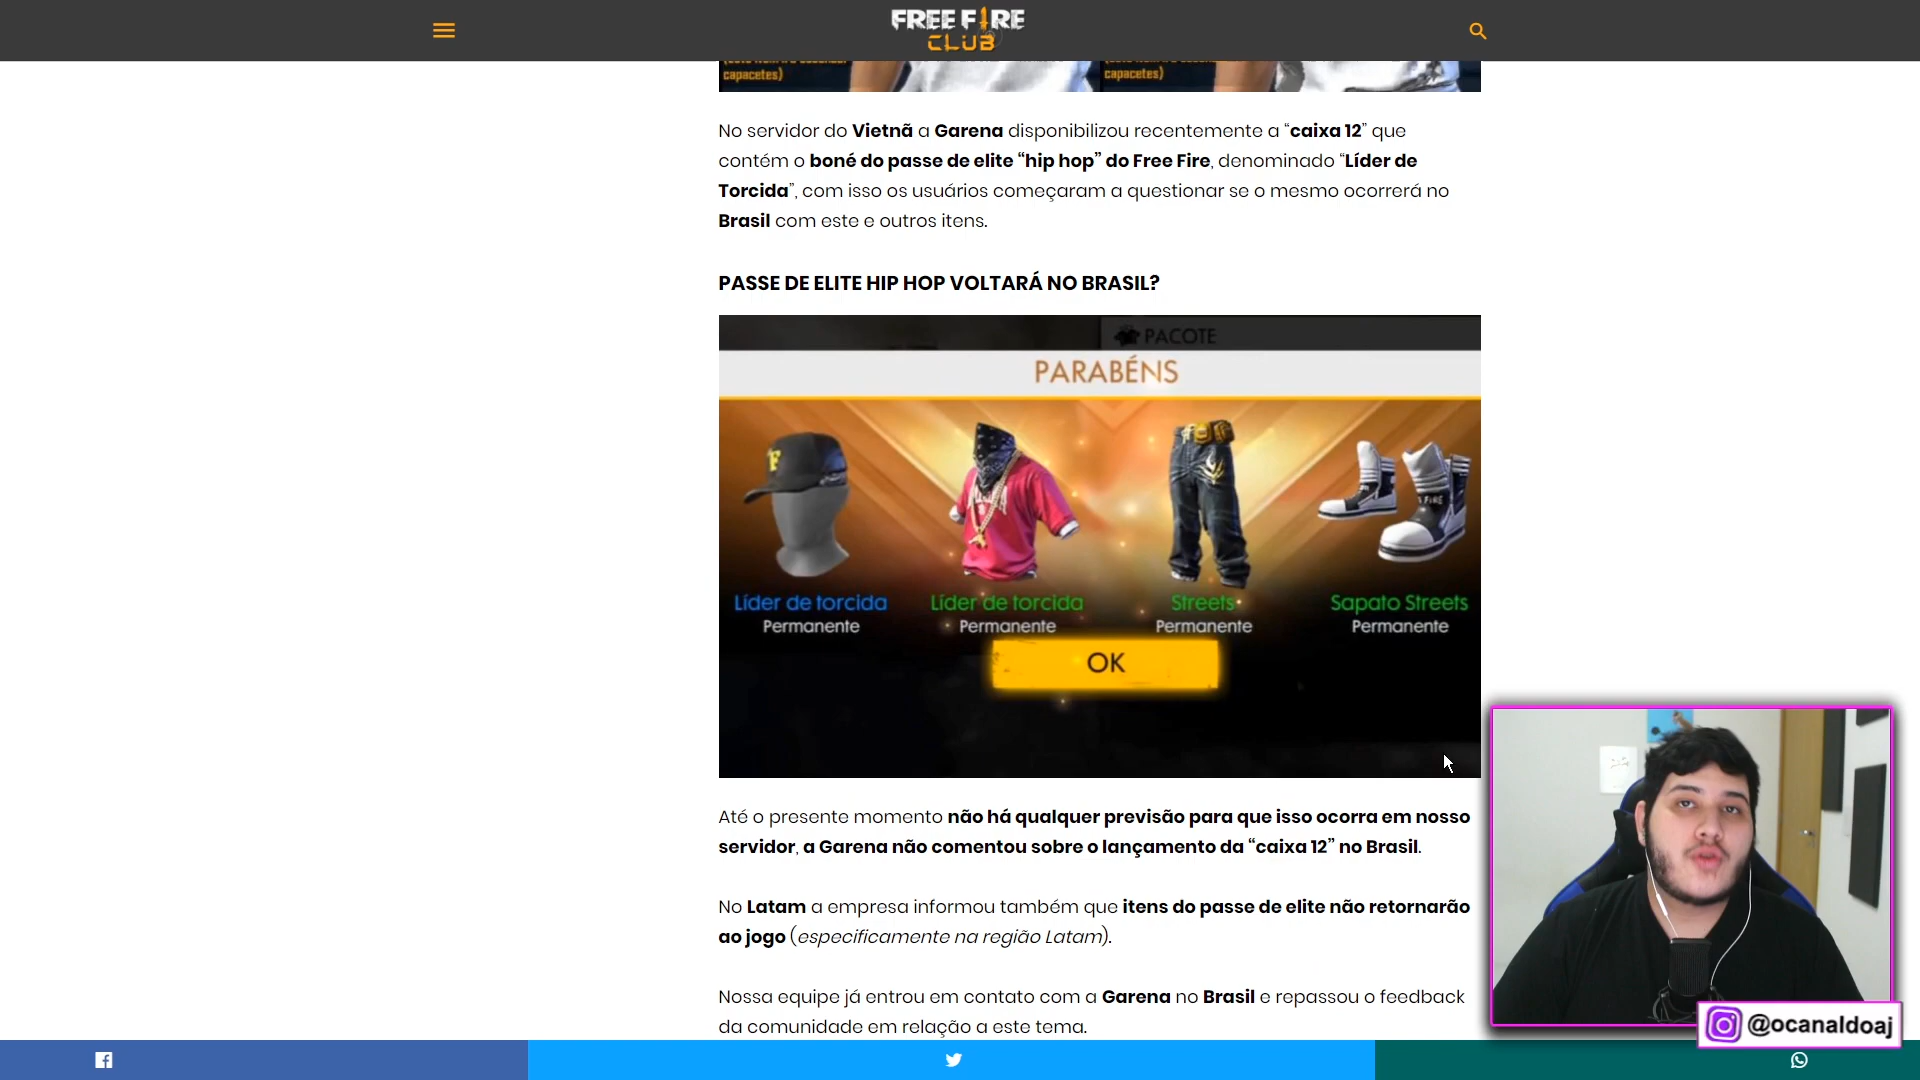 FREE FIRE
CLUB
capacetes)
capacetes)
No servidor do Vietnã a Garena disponibilizou recentemente a “caixa 12” que
contém o boné do passe de elite “hip hop” do Free Fire, denominado “Líder de
Torcida”, com isso os usuários começaram a questionar se o mesmo ocorrerá no
Brasil com este e outros itens.
PASSE DE ELITE HIP HOP VOLTARÁ NO BRASIL?
PACOTE
PARABÉNS
Líder de torcida
Permanente
Líder de torcida
Permanente
Streets
Permanente
Sapato Streets
Permanente
OK
Até o presente momento não há qualquer previsão para que isso ocorra em nosso
servidor, a Garena não comentou sobre o lançamento da “caixa 12” no Brasil.
No Latam a empresa informou também que itens do passe de elite não retornarão
ao jogo (especificamente na região Latam).
Nossa equipe já entrou em contato com a Garena no Brasil e repassou o feedback
da comunidade em relação a este tema.
@ocanaldoaj